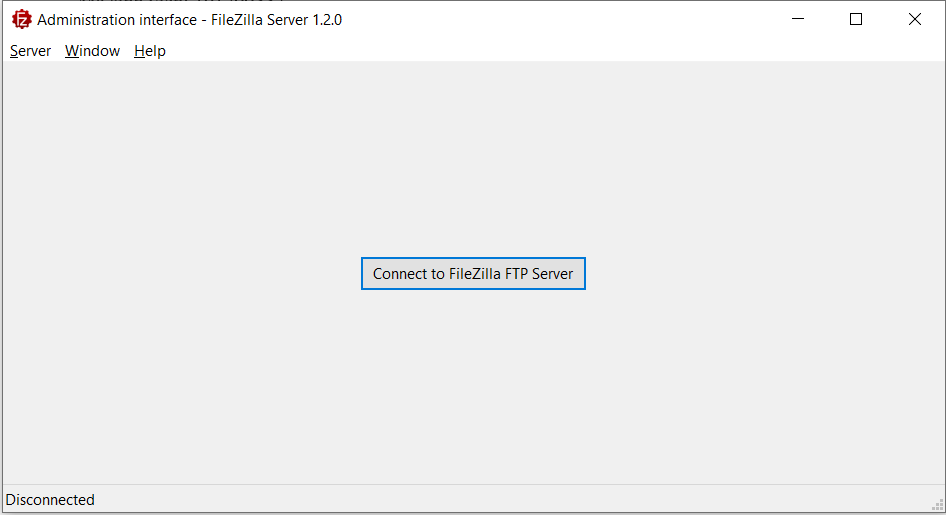 Administration interface - FileZilla Server 1.2.0
Server Window Help
Connect to FileZilla FTP Server
Disconnected